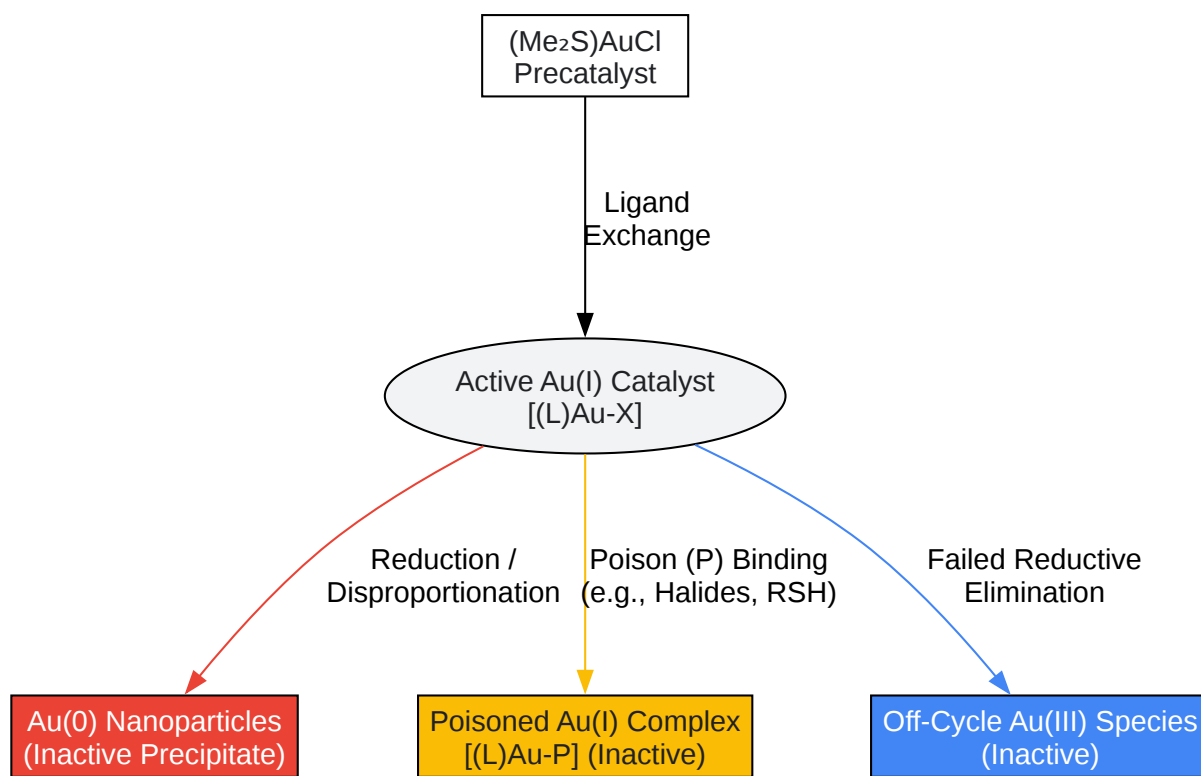 (Me₂S)AuCl
Precatalyst
Ligand
Exchange
Active Au(I) Catalyst
[(L)Au-X]
Reduction /
Disproportionation
Poison (P) Binding
(e.g., Halides, RSH)
Failed Reductive
Elimination
Au(0) Nanoparticles
(Inactive Precipitate)
Poisoned Au(I) Complex
[(L)Au-P] (Inactive)
Off-Cycle Au(III) Species
(Inactive)